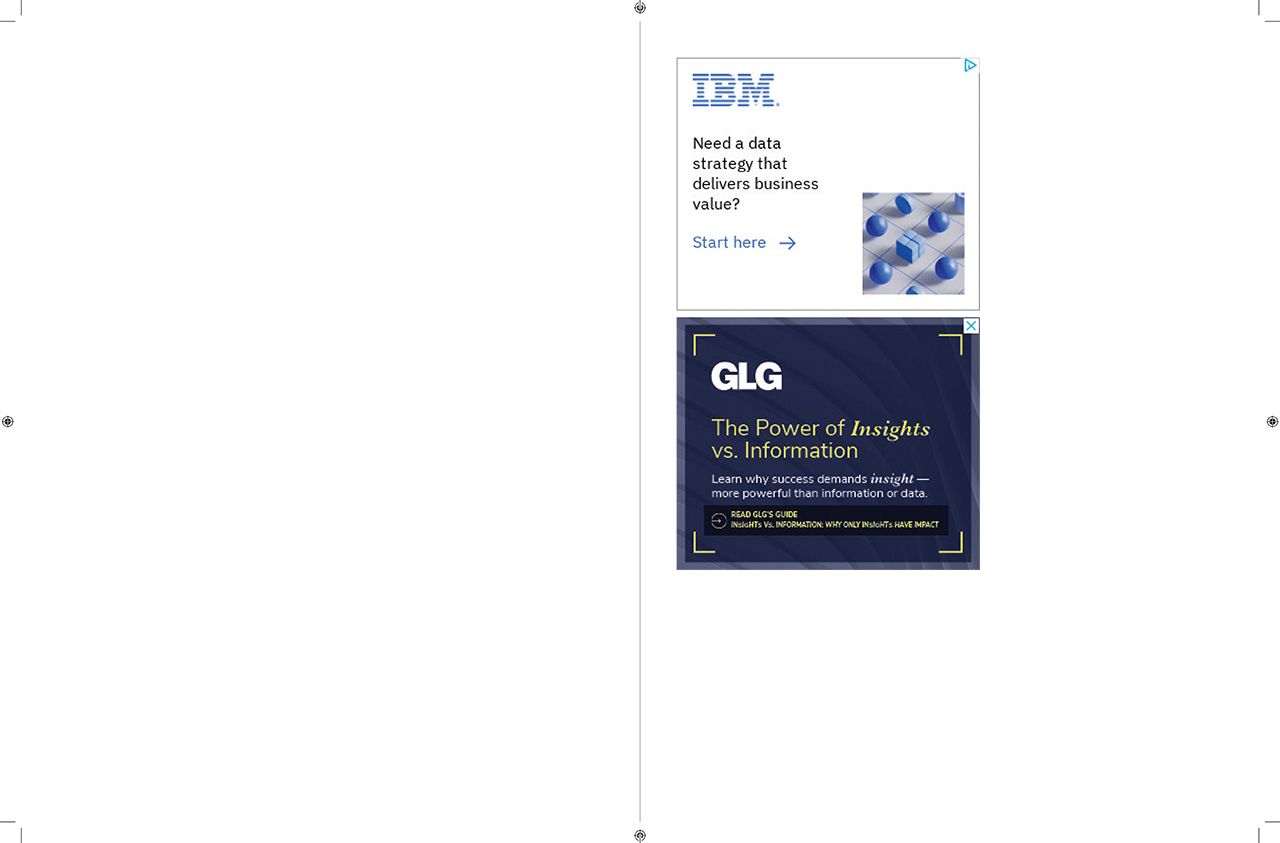 IBM
Need a data
strategy that
delivers business
value?
Start here
GLG
The Power of Insights
vs. Information
Learn why success demands insight —
more powerful than information or data.
READ GLG'S GUIDE
INsIGHTs Vs. INFORMATION: WHY ONLY INsIGHTs HAVE IMPACT